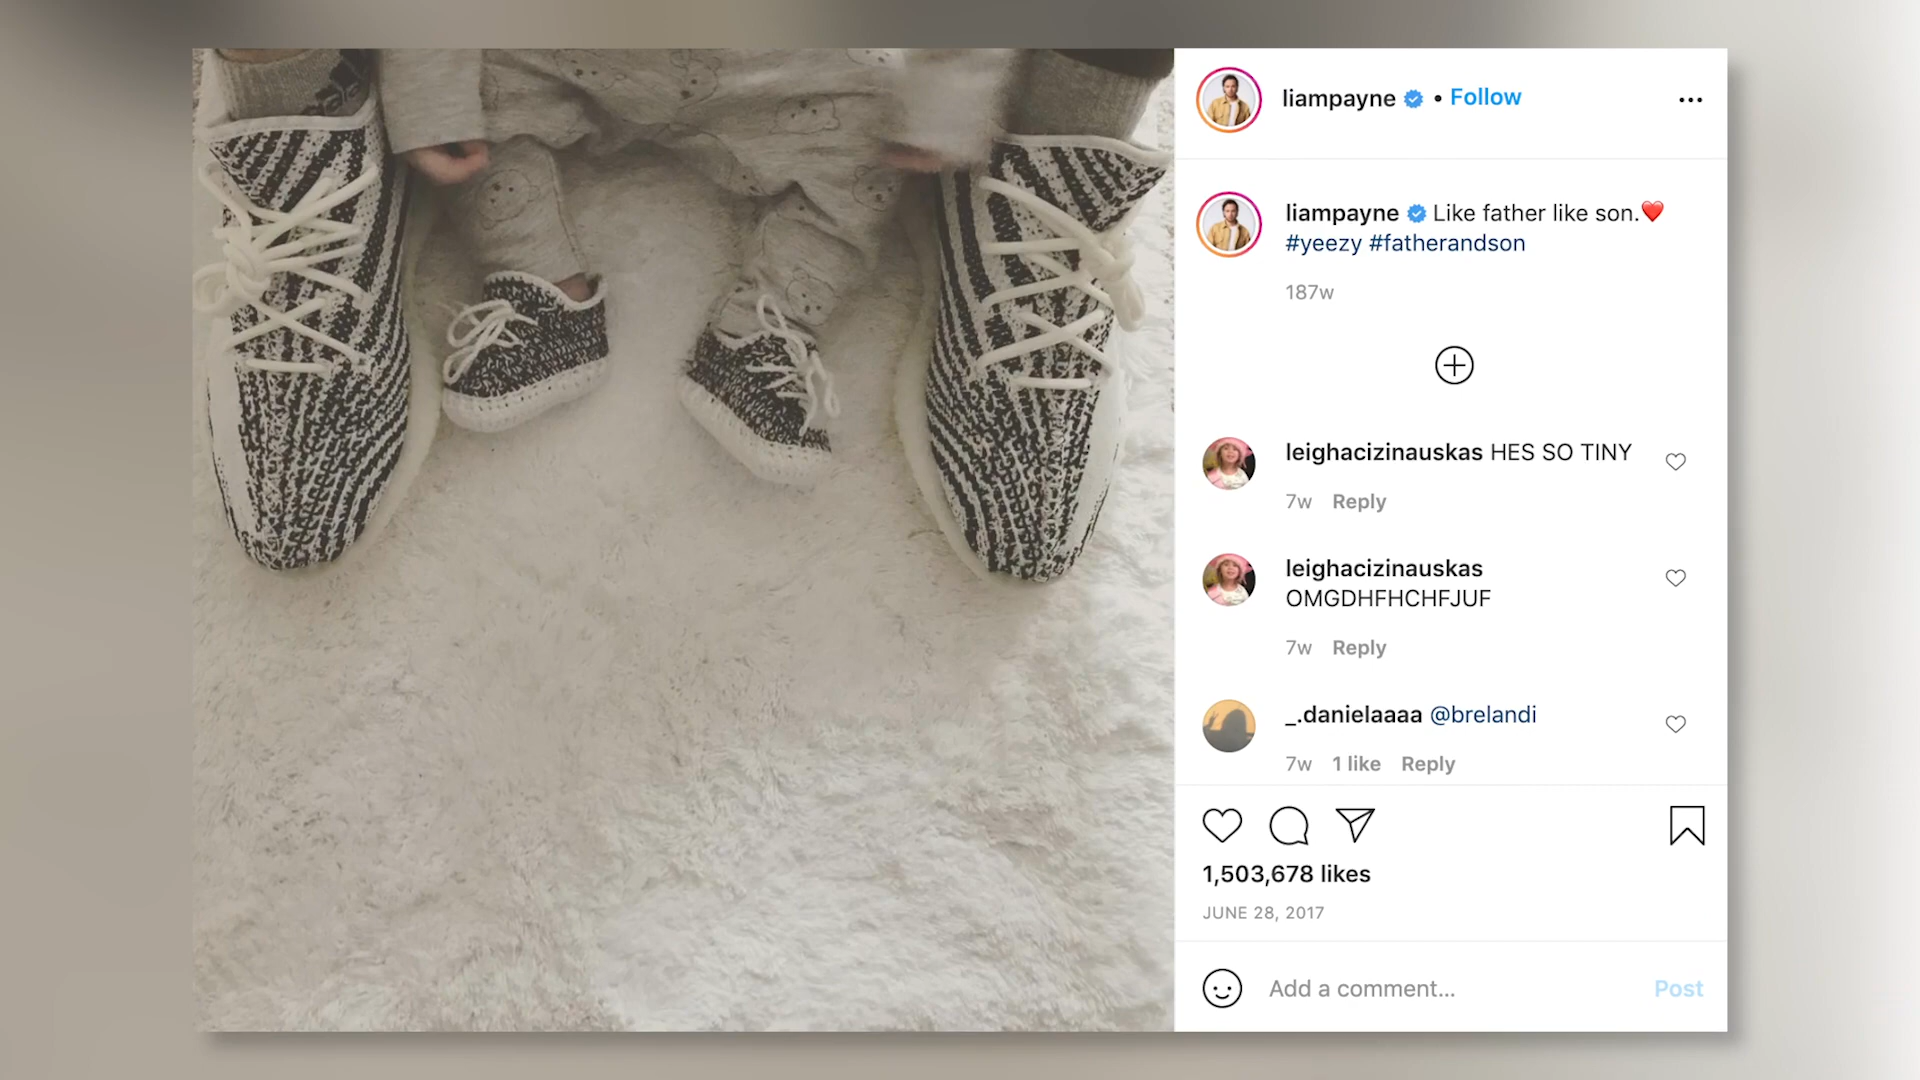 liampayne • Follow
liampayne Like father like son.❤️
#yeezy #fatherandson
187w
leighacizinauskas HES SO TINY
7w Reply
leighacizinauskas
OMGDHFHCHFJUF
7w Reply
_.danielaaaa @brelandi
7w 1 like Reply
1,503,678 likes
JUNE 28, 2017
Add a comment...
Post